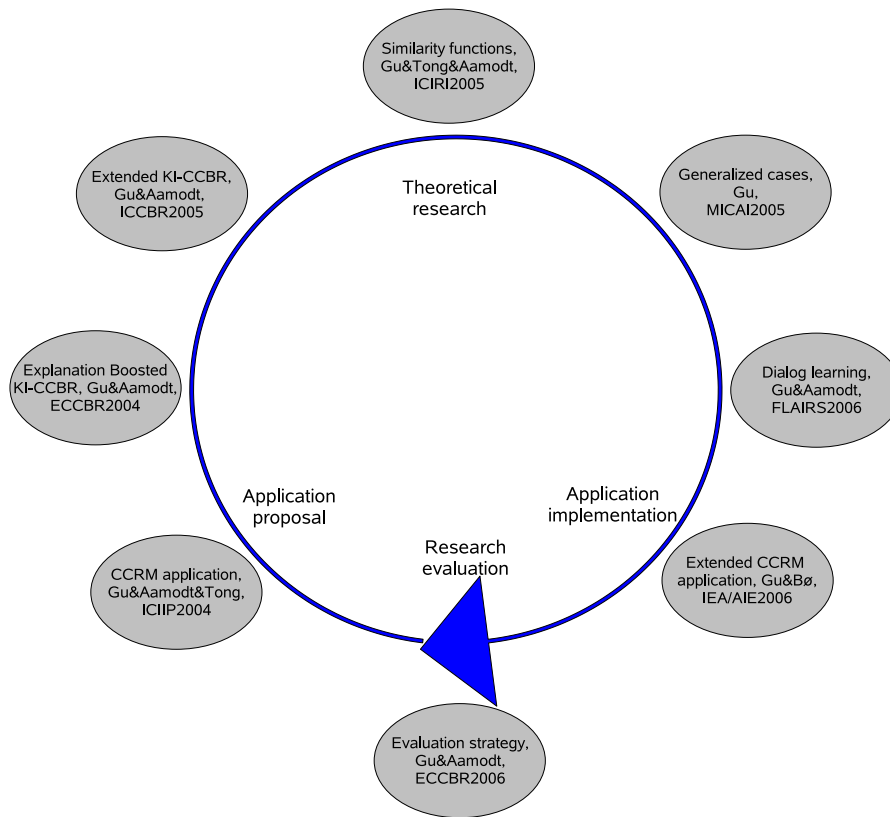 Similarity functions,
Gu&Tong&Aamodt,
ICIRI2005
Extended KI-CCBR,
Gu&Aamodt,
ICCBR2005
Generalized cases,
Gu,
MICAI2005
Theoretical
research
Explanation Boosted
KI-CCBR, Gu&Aamodt,
ECCBR2004
Dialog learning,
Gu&Aamodt,
FLAIRS2006
Application
proposal
Application
implementation
Research
evaluation
CCRM application,
Gu&Aamodt&Tong,
ICIIP2004
Extended CCRM
application, Gu&Bø,
IEA/AIE2006
Evaluation strategy,
Gu&Aamodt,
ECCBR2006